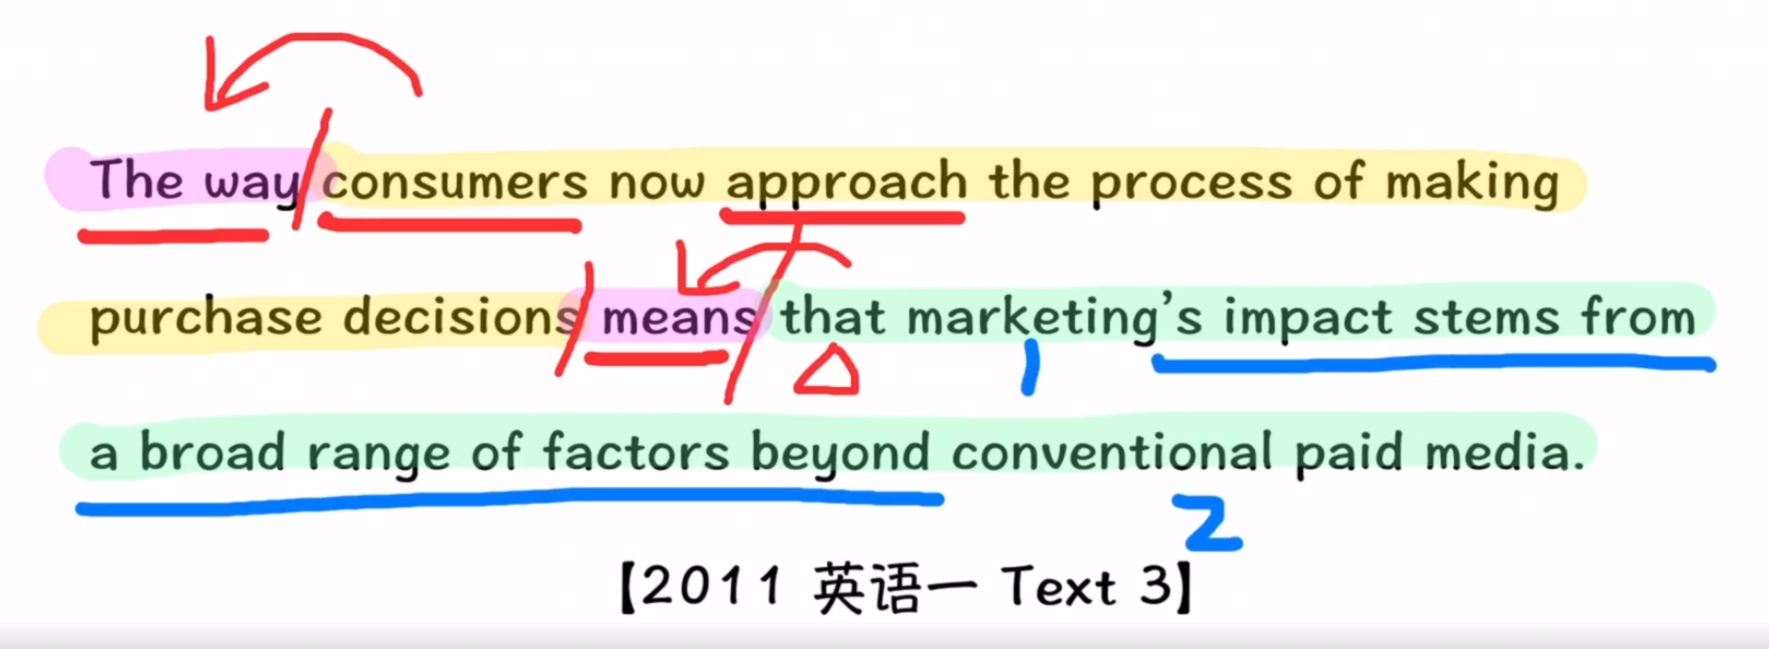 The way consumers now approach the process of making
purchase decisions means that marketing’s impact stems from
1
a broad range of factors beyond conventional paid media.
2
【2011 英语一 Text 3】